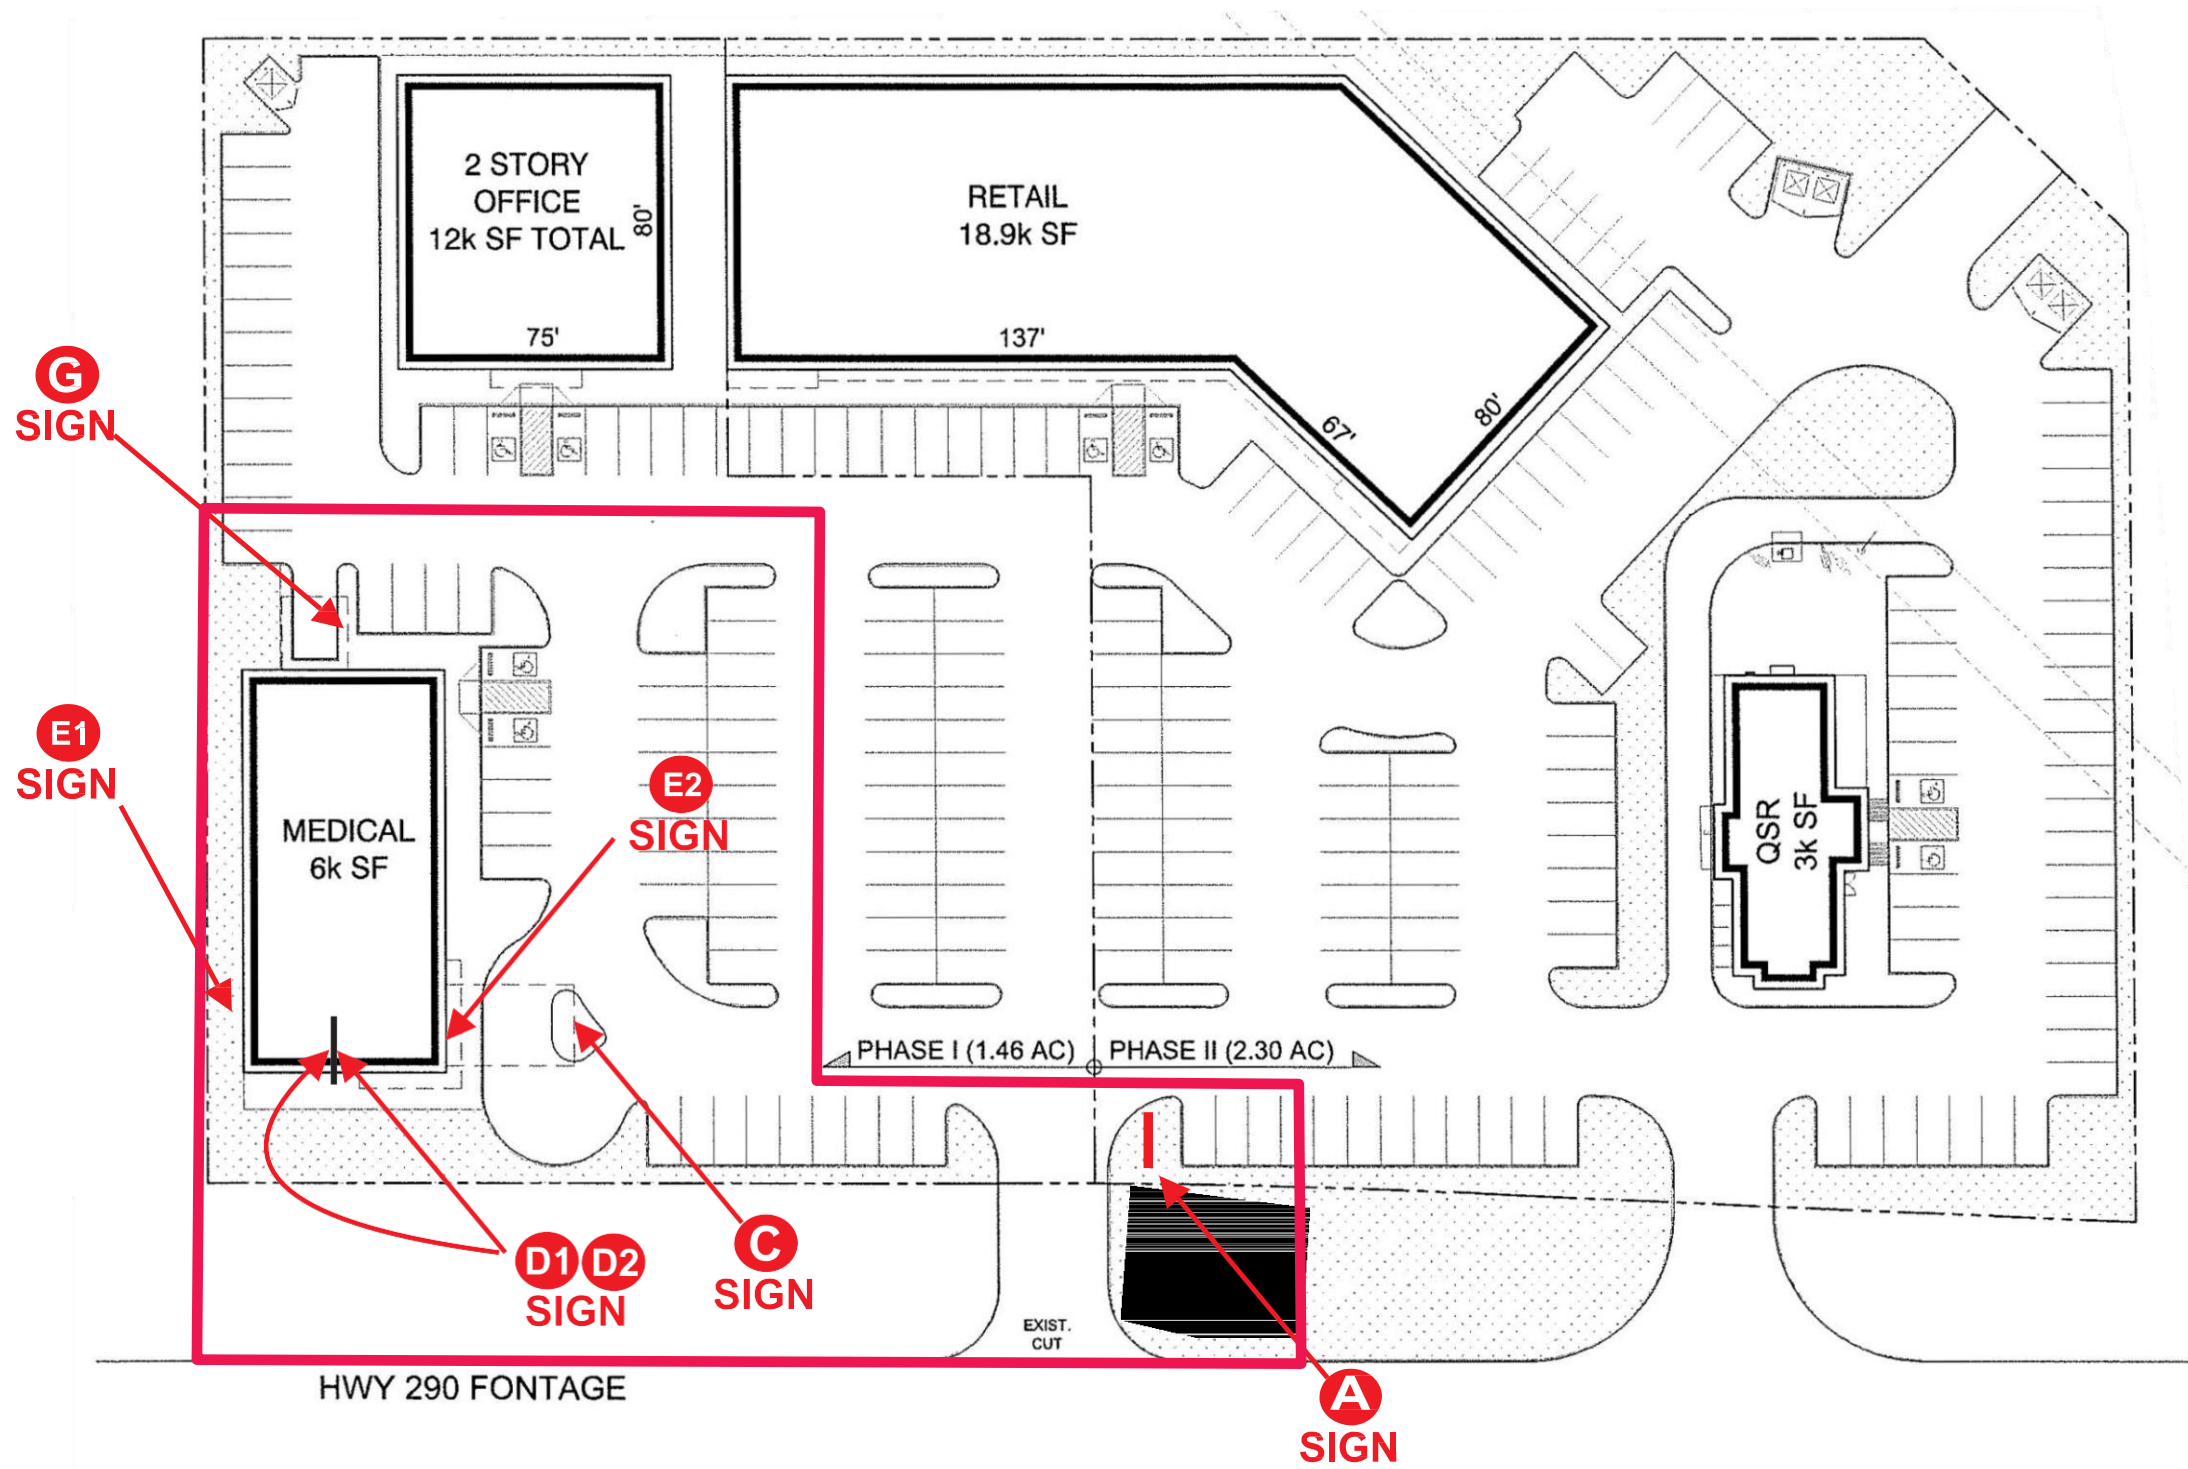 2 STORY
OFFICE
12k SF TOTAL
80'
75'
RETAIL
18.9k SF
137'
67'
80'
G
SIGN
E1
SIGN
E2
SIGN
MEDICAL
6k SF
QSR
3k SF
PHASE I (1.46 AC)
PHASE II (2.30 AC)
D1 D2
SIGN
C
SIGN
EXIST.
CUT
A
SIGN
HWY 290 FONTAGE